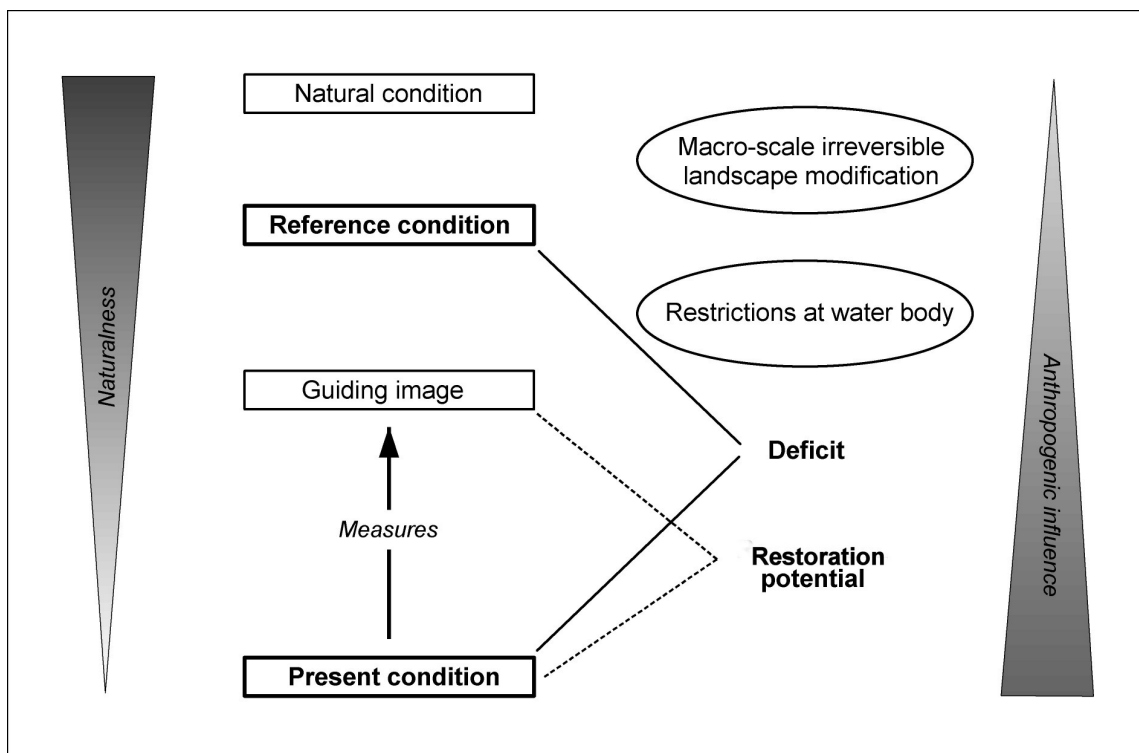 Natural condition
Macro-scale irreversible
landscape modification
Reference condition
Restrictions at water body
Naturalness
Guiding image
Anthropogenic influence
Deficit
Measures
Restoration
potential
Present condition